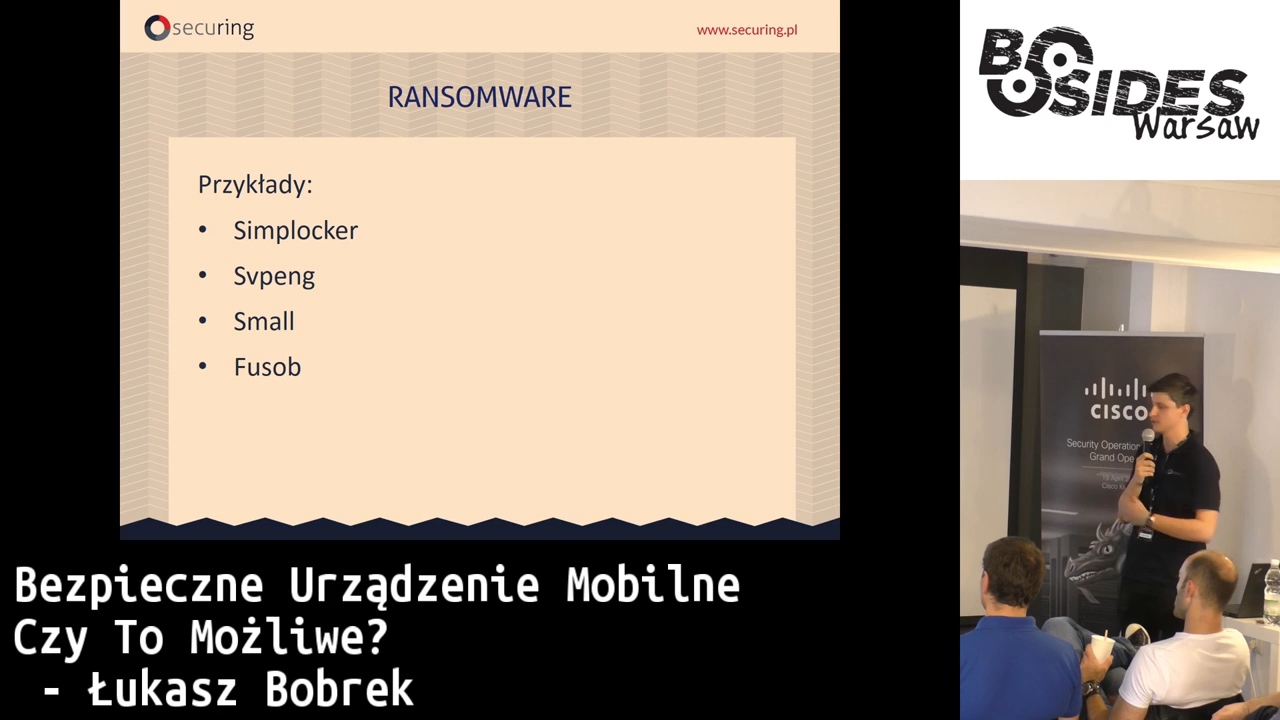 securing
www.securing.pl
RANSOMWARE
Przykłady:
• Simplocker
• Svpeng
• Small
• Fusob
BSIDES
Warsaw
CISCO
Security Operation
Grand Ope
Bezpieczne Urządzenie Mobilne
Czy To Możliwe?
- Łukasz Bobrek